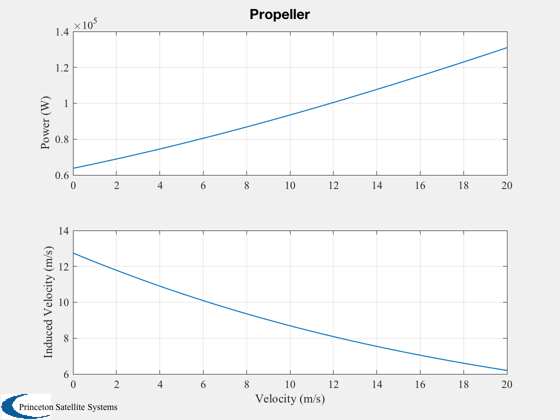 Propeller
×10⁵
1.4
1.2
1
0.8
0.6
Power (W)
0 2 4 6 8 10 12 14 16 18 20
14
12
10
8
6
Induced Velocity (m/s)
0 2 4 6 8 10 12 14 16 18 20
Velocity (m/s)
Princeton Satellite Systems